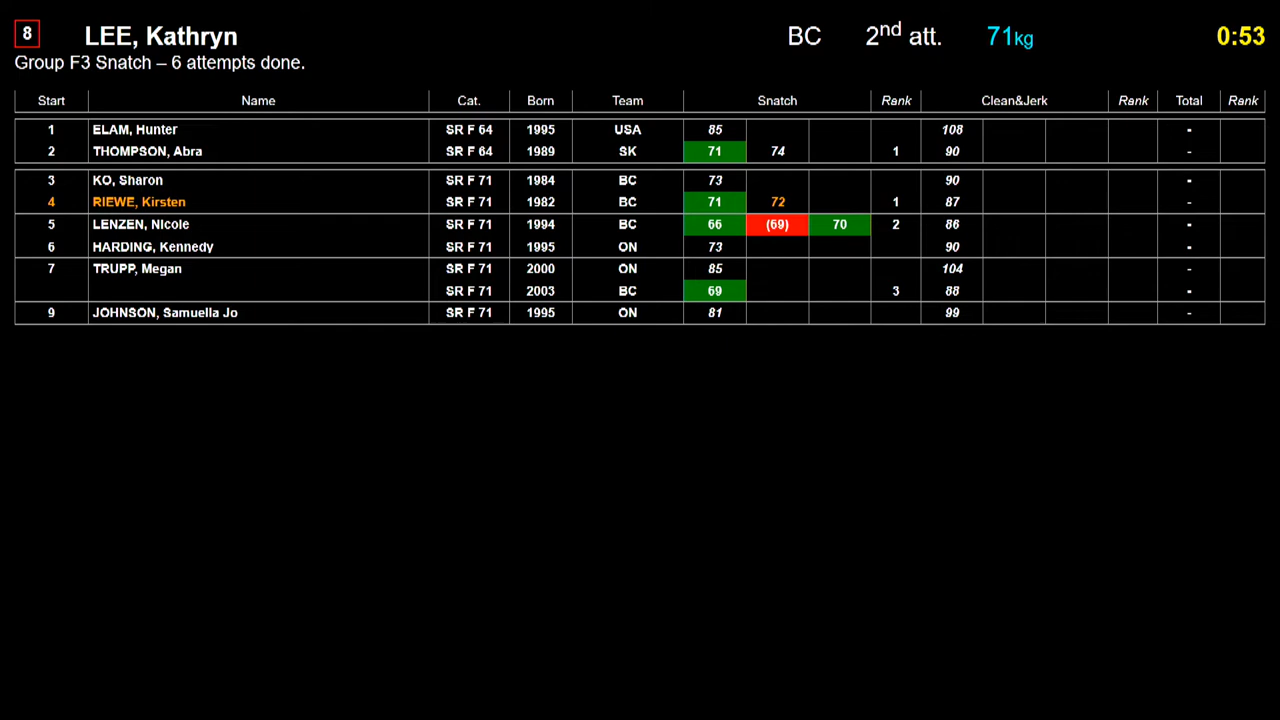 8 LEE, Kathryn BC 2nd att. 71kg 0:53
Group F3 Snatch – 6 attempts done.
Start Name Cat. Born Team Snatch Rank Clean&Jerk Rank Total Rank
1 ELAM, Hunter SR F 64 1995 USA 85 108 -
2 THOMPSON, Abra SR F 64 1989 SK 71 74 1 90 -
3 KO, Sharon SR F 71 1984 BC 73 90 -
4 RIEWE, Kirsten SR F 71 1982 BC 71 72 1 87 -
5 LENZEN, Nicole SR F 71 1994 BC 66 (69) 70 2 86 -
6 HARDING, Kennedy SR F 71 1995 ON 73 90 -
7 TRUPP, Megan SR F 71 2000 ON 85 104 -
SR F 71 2003 BC 69 3 88 -
9 JOHNSON, Samuella Jo SR F 71 1995 ON 81 99 -